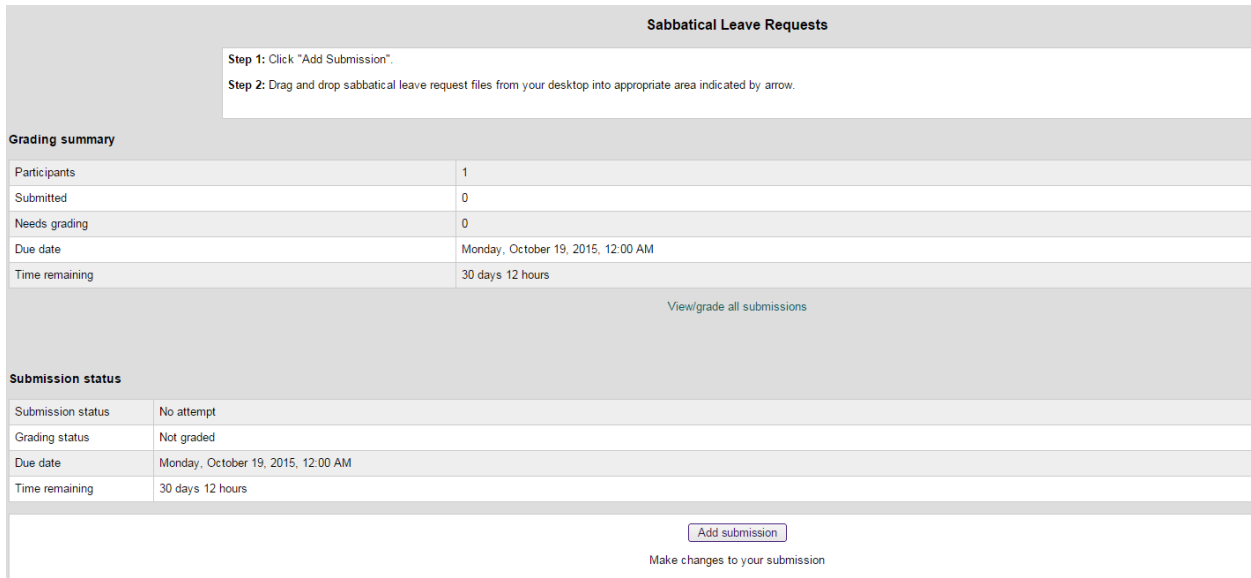 Sabbatical Leave Requests
Step 1: Click "Add Submission".
Step 2: Drag and drop sabbatical leave request files from your desktop into appropriate area indicated by arrow.
Grading summary
Participants 1
Submitted 0
Needs grading 0
Due date Monday, October 19, 2015, 12:00 AM
Time remaining 30 days 12 hours
View/grade all submissions
Submission status
Submission status No attempt
Grading status Not graded
Due date Monday, October 19, 2015, 12:00 AM
Time remaining 30 days 12 hours
Add submission
Make changes to your submission